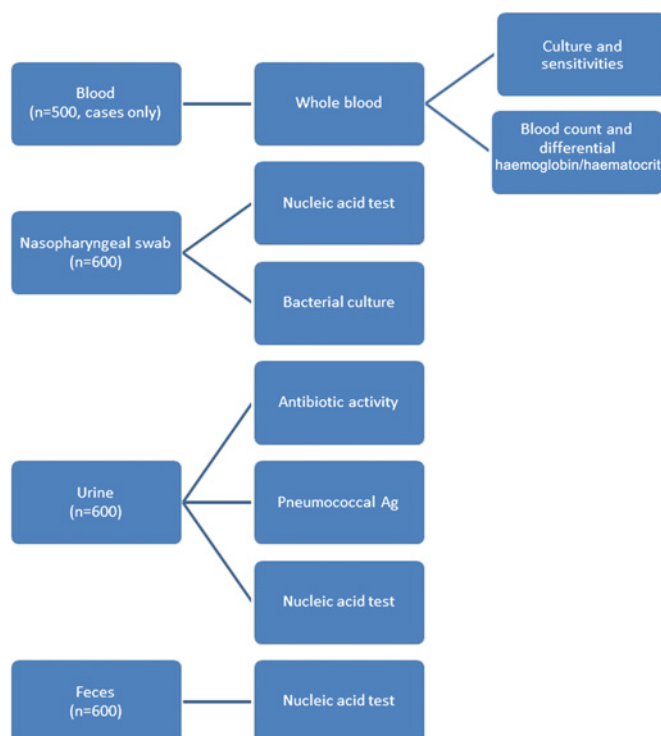 Blood
(n=500, cases only)
Whole blood
Culture and
sensitivities
Blood count and
differential
haemoglobin/haematocrit
Nasopharyngeal swab
(n=600)
Nucleic acid test
Bacterial culture
Urine
(n=600)
Antibiotic activity
Pneumococcal Ag
Nucleic acid test
Feces
(n=600)
Nucleic acid test